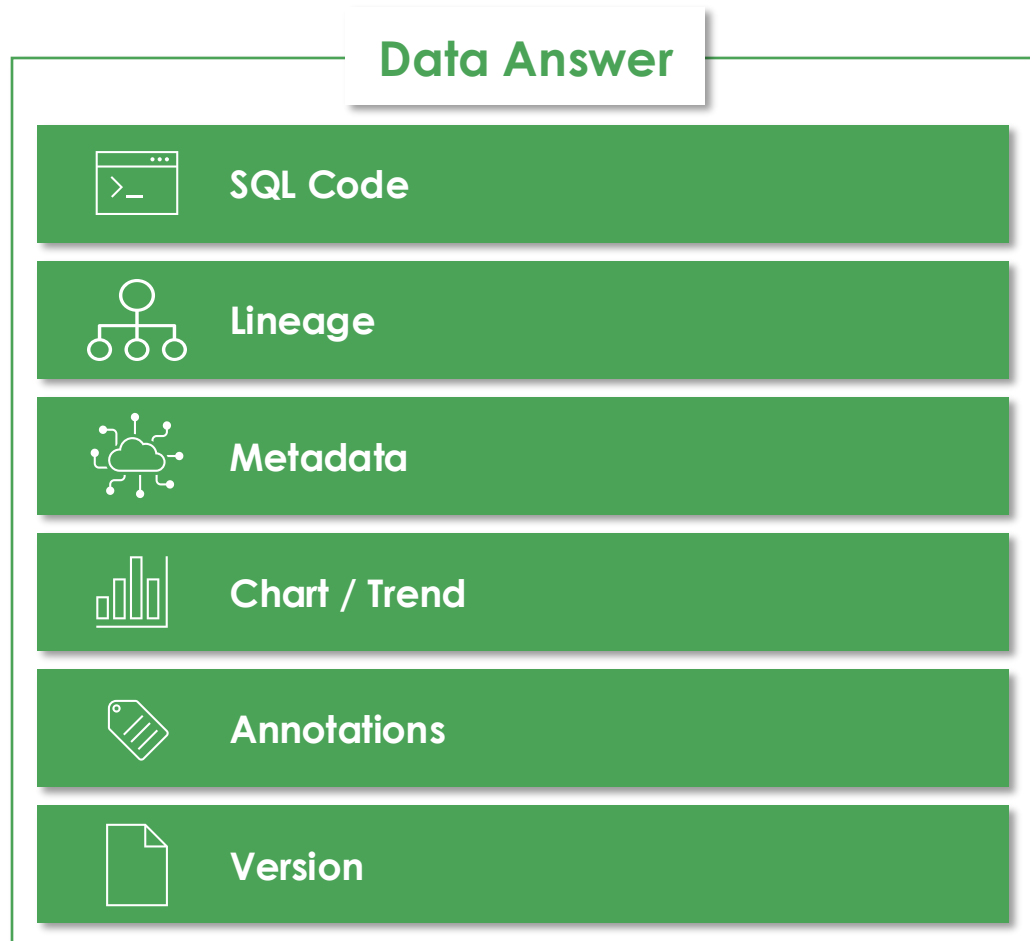 Data Answer
SQL Code
Lineage
Metadata
Chart / Trend
Annotations
Version